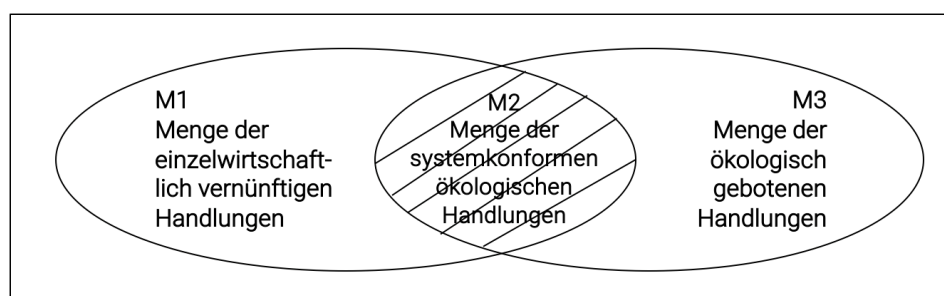 M1
Menge der
einzelwirtschaft-
lich vernünftigen
Handlungen
M2
Menge der
systemkonformen
ökologischen
Handlungen
M3
Menge der
ökologisch
gebotenen
Handlungen